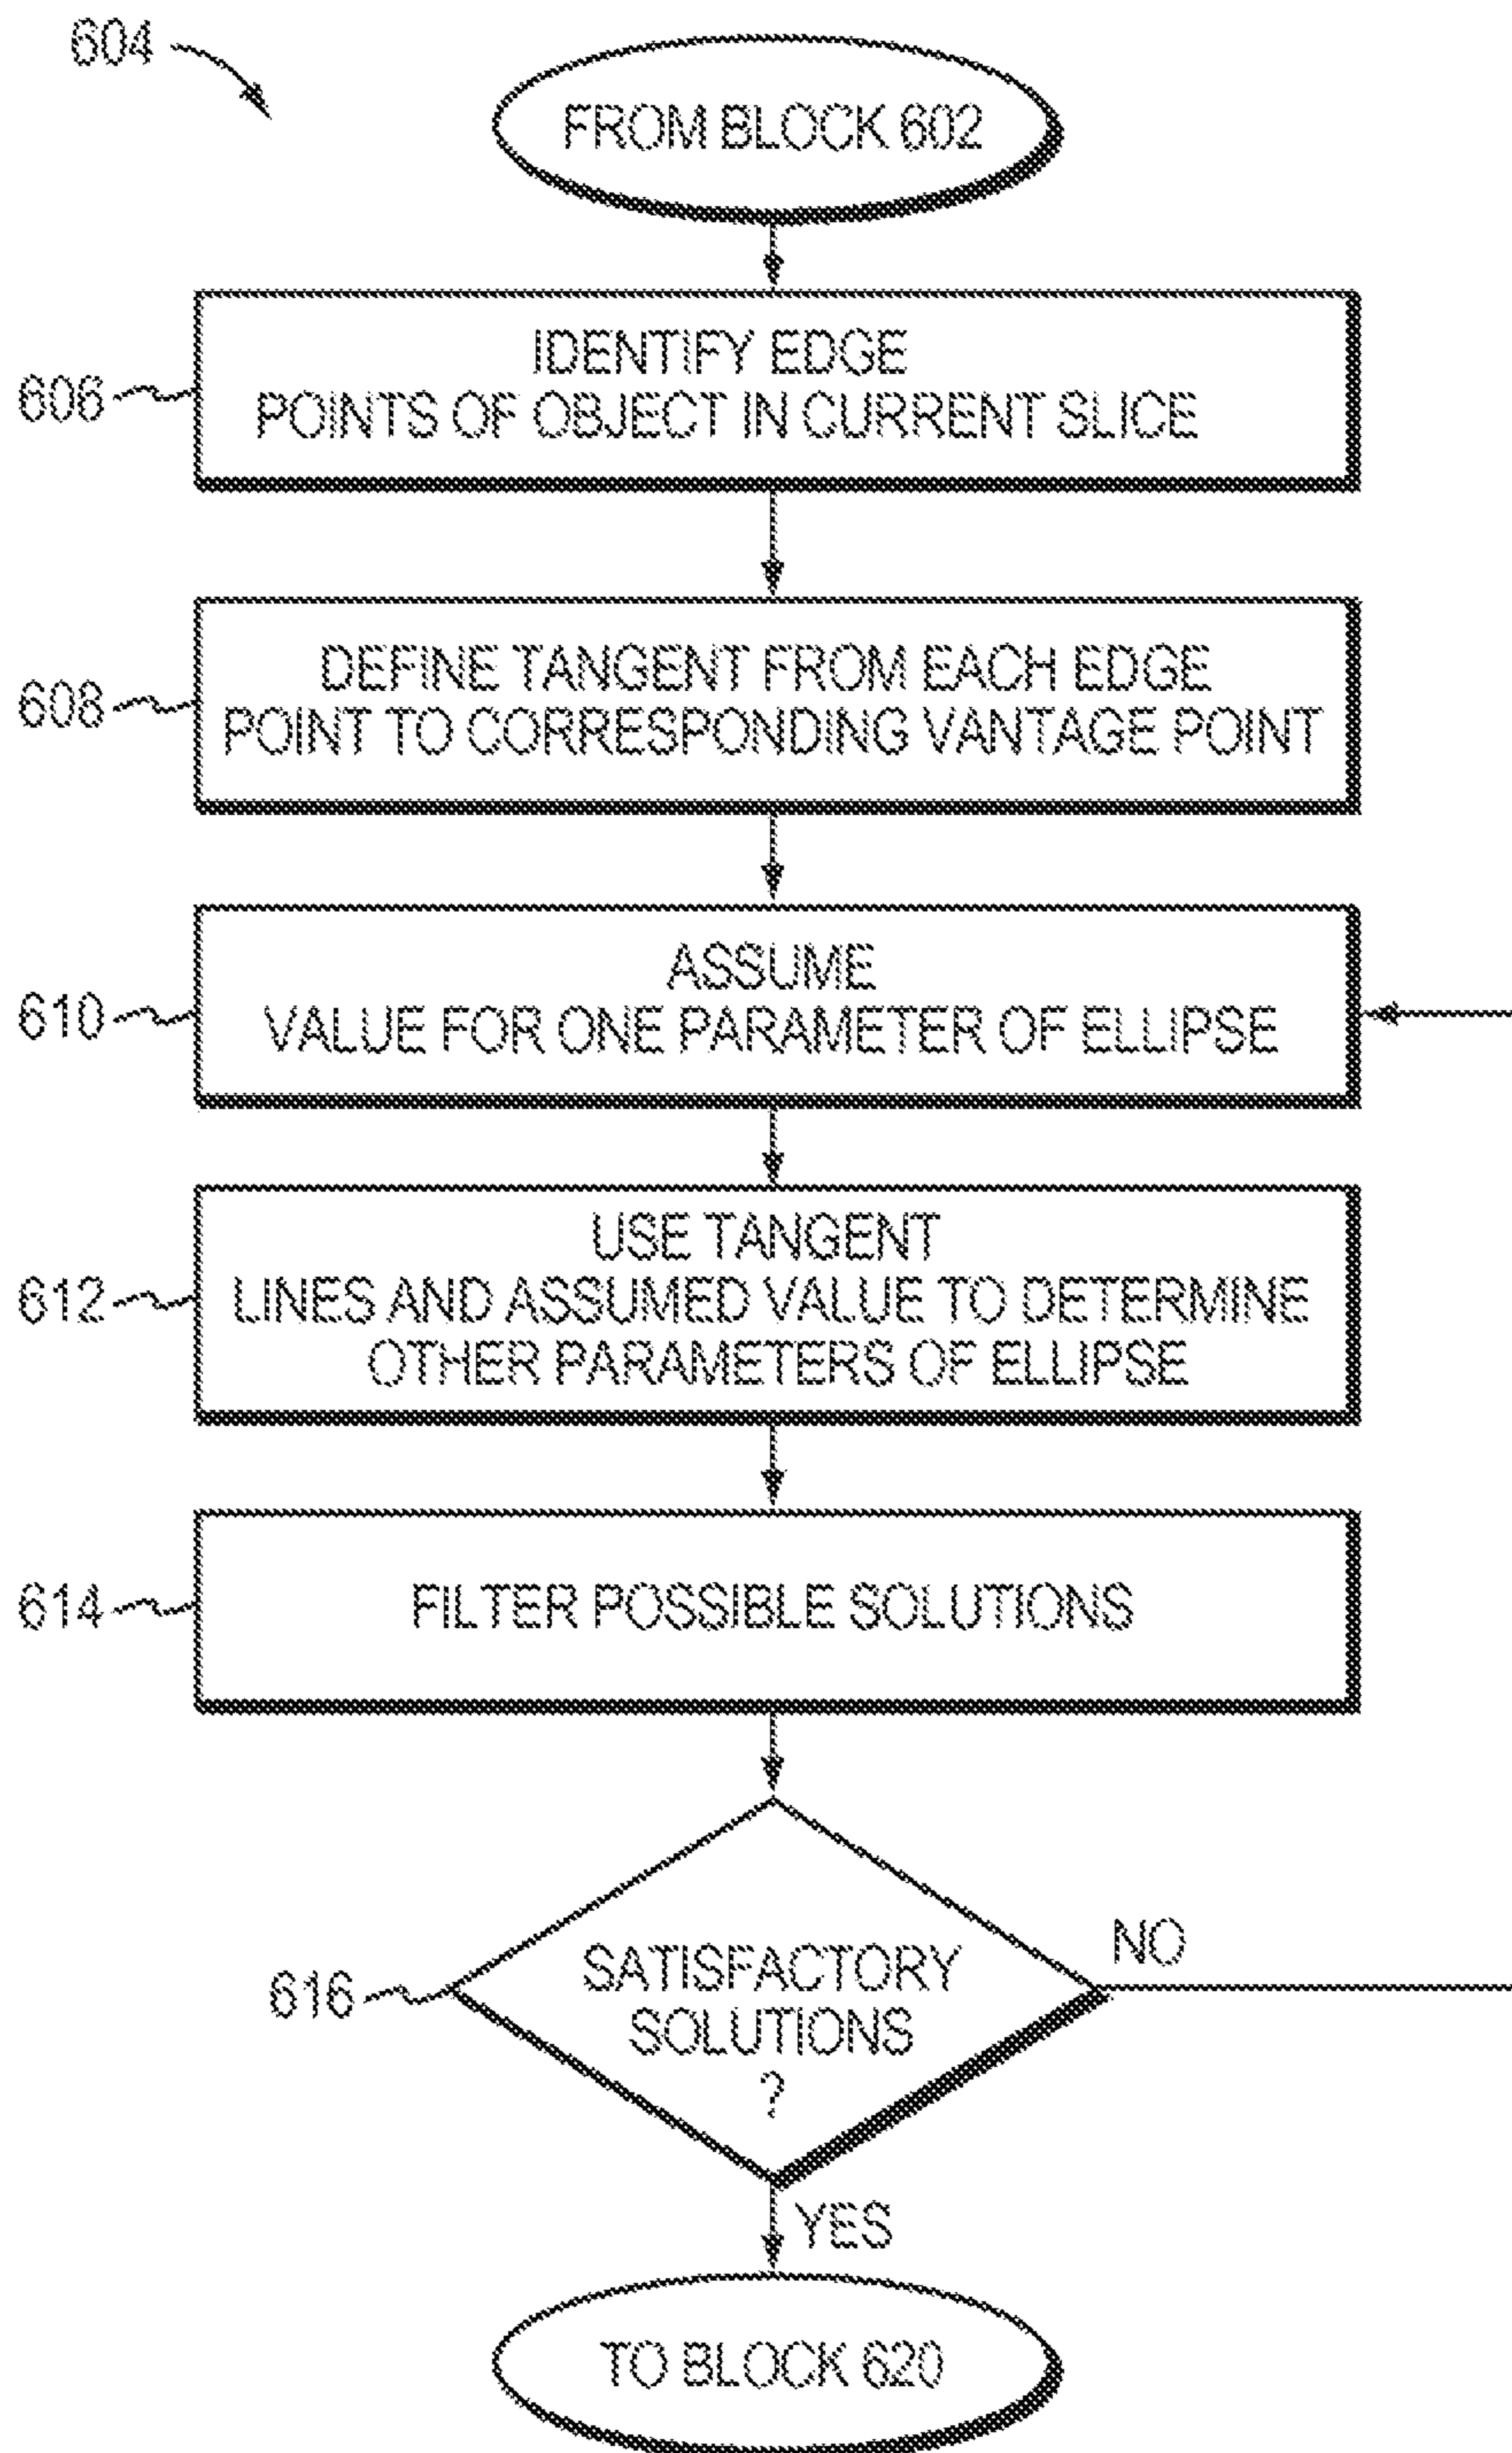 604
FROM BLOCK 602
606
IDENTIFY EDGE
POINTS OF OBJECT IN CURRENT SLICE
608
DEFINE TANGENT FROM EACH EDGE
POINT TO CORRESPONDING VANTAGE POINT
610
ASSUME
VALUE FOR ONE PARAMETER OF ELLIPSE
612
USE TANGENT
LINES AND ASSUMED VALUE TO DETERMINE
OTHER PARAMETERS OF ELLIPSE
614
FILTER POSSIBLE SOLUTIONS
616
SATISFACTORY
SOLUTIONS
?
NO
YES
TO BLOCK 620